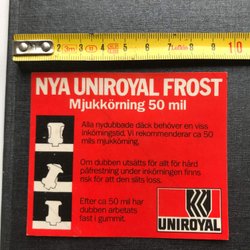 2 3m 4 5 6 7 8 9 10
NYA UNIROYAL FROST
Mjukkörning 50 mil
Alla nydubbade däck behöver en viss
inkörningstid. Vi rekommenderar ca 50
mils mjukkörning.
Om dubben utsätts för allt för hård
påfrestning under inkörningen finns
risk för att den slits loss.
Efter ca 50 mil har
dubben arbetats
fast i gummit.
UNIROYAL